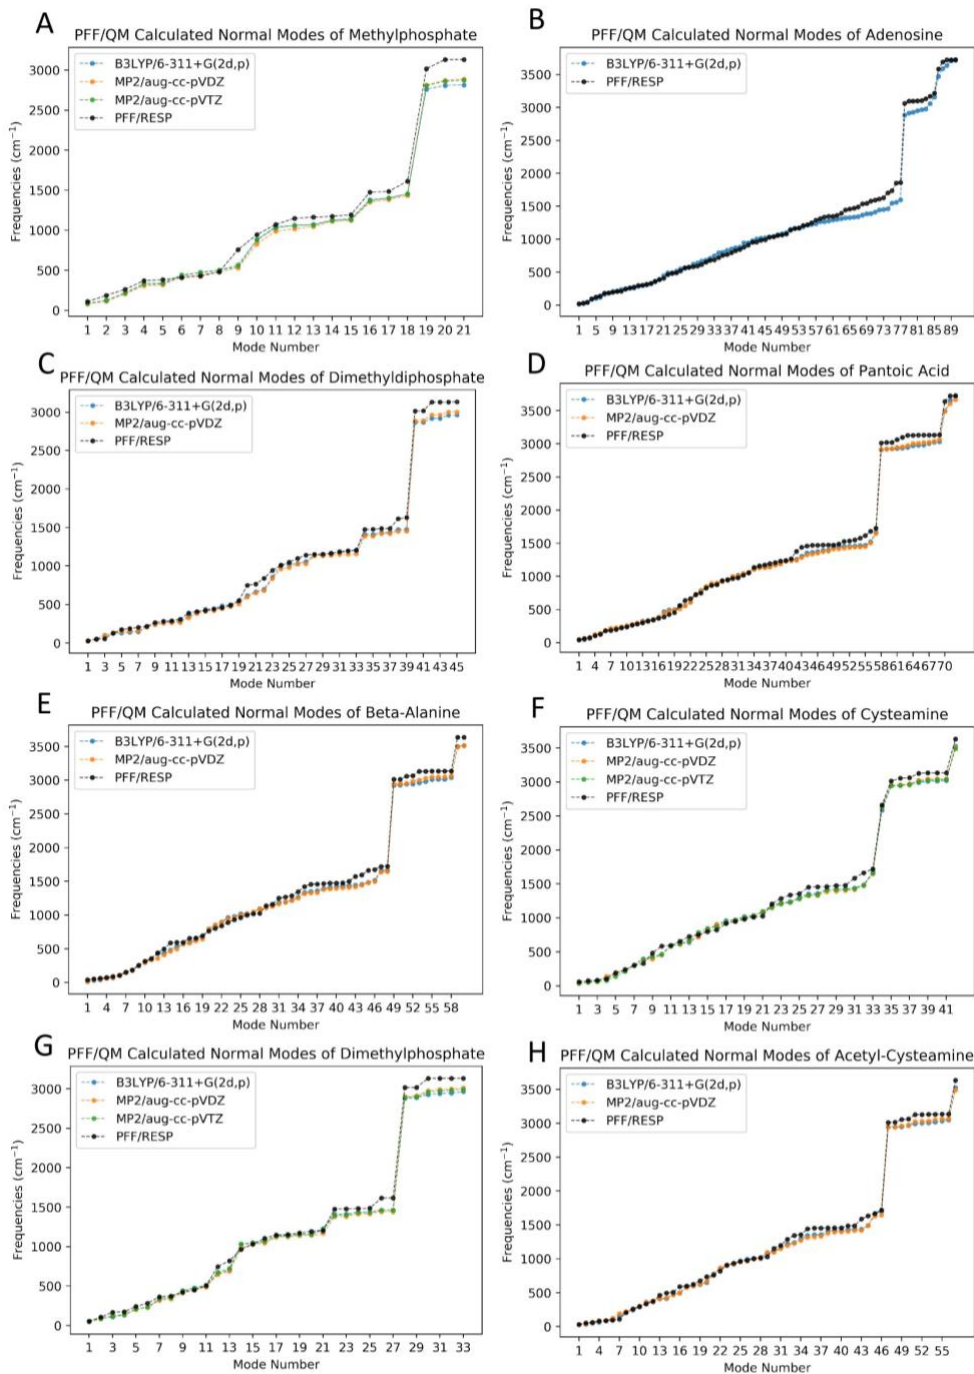 A
PFF/QM Calculated Normal Modes of Methylphosphate
B3LYP/6-311+G(2d,p)
MP2/aug-cc-pVDZ
MP2/aug-cc-pVTZ
PFF/RESP
Frequencies (cm⁻¹)
3000
2500
2000
1500
1000
500
0
1 2 3 4 5 6 7 8 9 10 11 12 13 14 15 16 17 18 19 20 21
Mode Number
B
PFF/QM Calculated Normal Modes of Adenosine
B3LYP/6-311+G(2d,p)
PFF/RESP
Frequencies (cm⁻¹)
3500
3000
2500
2000
1500
1000
500
0
1 5 9 13 17 21 25 29 33 37 41 45 49 53 57 61 65 69 73 77 81 85 89
Mode Number
C
PFF/QM Calculated Normal Modes of Dimethyldiphosphate
B3LYP/6-311+G(2d,p)
MP2/aug-cc-pVDZ
PFF/RESP
Frequencies (cm⁻¹)
3000
2500
2000
1500
1000
500
0
1 3 5 7 9 11 13 15 17 19 21 23 25 27 29 31 33 35 37 39 41 43 45
Mode Number
D
PFF/QM Calculated Normal Modes of Pantoic Acid
B3LYP/6-311+G(2d,p)
MP2/aug-cc-pVDZ
PFF/RESP
Frequencies (cm⁻¹)
3500
3000
2500
2000
1500
1000
500
0
1 4 7 10 13 16 19 22 25 28 31 34 37 40 43 46 49 52 55 58 61 64 67 70
Mode Number
E
PFF/QM Calculated Normal Modes of Beta-Alanine
B3LYP/6-311+G(2d,p)
MP2/aug-cc-pVDZ
PFF/RESP
Frequencies (cm⁻¹)
3500
3000
2500
2000
1500
1000
500
0
1 4 7 10 13 16 19 22 25 28 31 34 37 40 43 46 49 52 55 58
Mode Number
F
PFF/QM Calculated Normal Modes of Cysteamine
B3LYP/6-311+G(2d,p)
MP2/aug-cc-pVDZ
MP2/aug-cc-pVTZ
PFF/RESP
Frequencies (cm⁻¹)
3500
3000
2500
2000
1500
1000
500
0
1 3 5 7 9 11 13 15 17 19 21 23 25 27 29 31 33 35 37 39 41
Mode Number
G
PFF/QM Calculated Normal Modes of Dimethylphosphate
B3LYP/6-311+G(2d,p)
MP2/aug-cc-pVDZ
MP2/aug-cc-pVTZ
PFF/RESP
Frequencies (cm⁻¹)
3000
2500
2000
1500
1000
500
0
1 3 5 7 9 11 13 15 17 19 21 23 25 27 29 31 33
Mode Number
H
PFF/QM Calculated Normal Modes of Acetyl-Cysteamine
B3LYP/6-311+G(2d,p)
MP2/aug-cc-pVDZ
PFF/RESP
Frequencies (cm⁻¹)
3500
3000
2500
2000
1500
1000
500
0
1 4 7 10 13 16 19 22 25 28 31 34 37 40 43 46 49 52 55
Mode Number